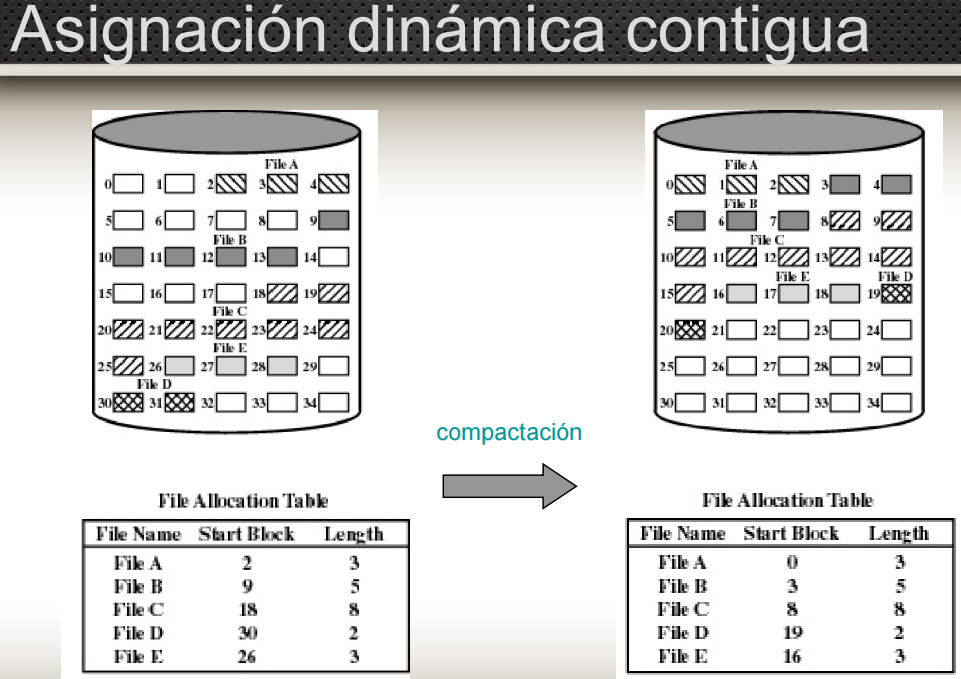 Asignación dinámica contigua
File A
0 1 2 3 4
5 6 7 8 9
File B
10 11 12 13 14
15 16 17 18 19
File C
20 21 22 23 24
File E
25 26 27 28 29
File D
30 31 32 33 34
File A
0 1 2 3 4
File B
5 6 7 8 9
File C
10 11 12 13 14
File E File D
15 16 17 18 19
20 21 22 23 24
25 26 27 28 29
30 31 32 33 34
compactación
File Allocation Table
File Name Start Block Length
File A 2 3
File B 9 5
File C 18 8
File D 30 2
File E 26 3
File Allocation Table
File Name Start Block Length
File A 0 3
File B 3 5
File C 8 8
File D 19 2
File E 16 3